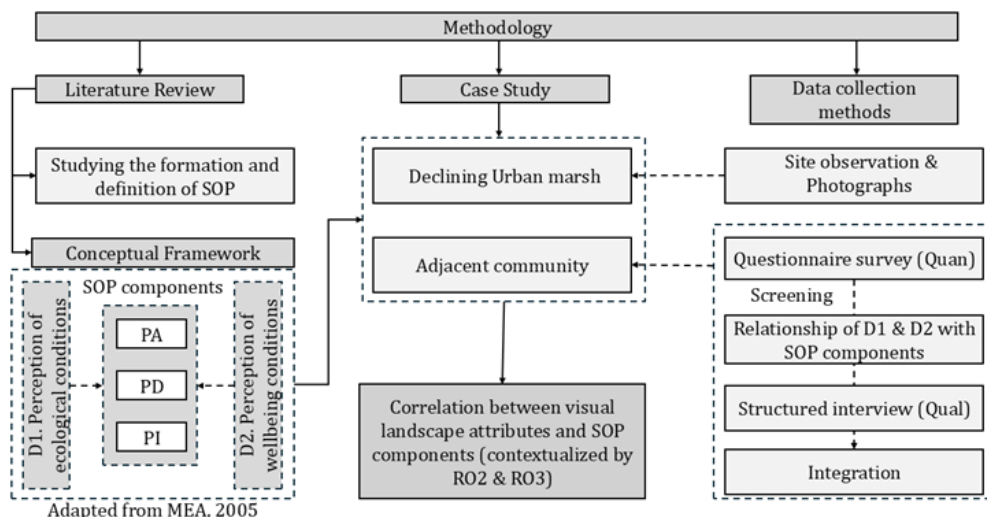 Methodology
Literature Review
Case Study
Data collection
methods
Studying the formation and
definition of SOP
Declining Urban marsh
Site observation &
Photographs
Conceptual Framework
Adjacent community
Questionnaire survey (Quan)
SOP components
D1. Perception of
ecological conditions
PA
PD
PI
D2. Perception of
wellbeing conditions
Screening
Relationship of D1 & D2 with
SOP components
Correlation between visual
landscape attributes and SOP
components (contextualized by
RO2 & RO3)
Structured interview (Qual)
Integration
Adapted from MEA, 2005